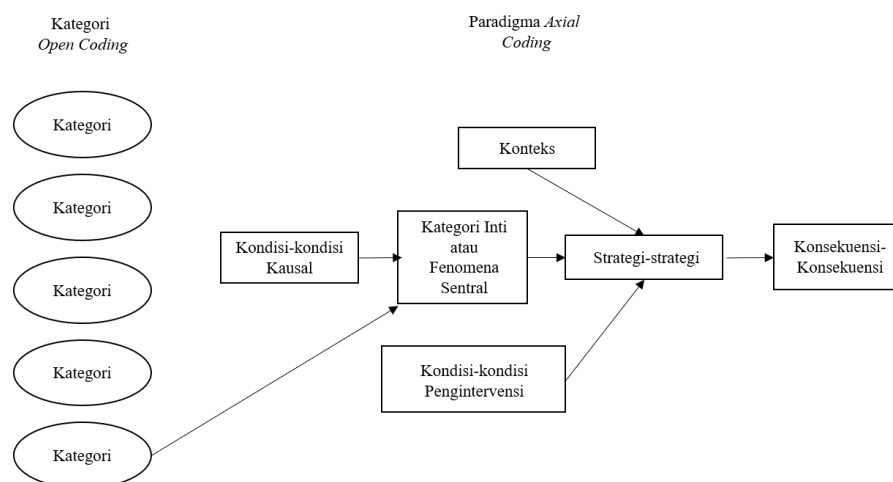 Kategori
Open Coding
Paradigma Axial
Coding
Kategori
Kategori
Kategori
Kategori
Kategori
Konteks
Kondisi-kondisi
Kausal
Kategori Inti
atau
Fenomena
Sentral
Strategi-strategi
Konsekuensi-
Konsekuensi
Kondisi-kondisi
Pengintervensi